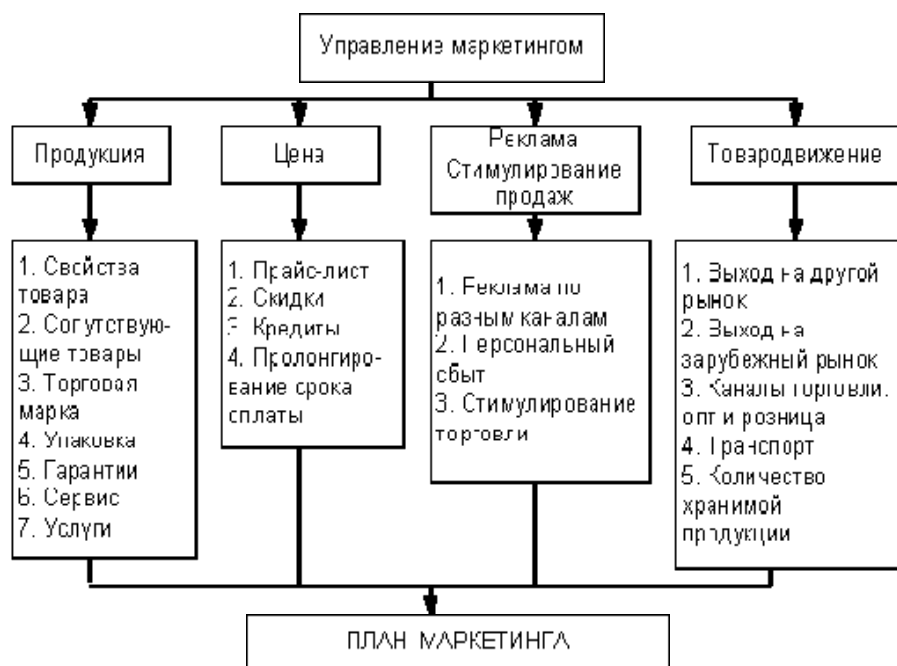 Управление маркетингом
Продукция
Цена
Реклама
Стимулирование
продаж
Товародвижение
1. Свойства
товара
2. Сопутствую-
щие товары
3. Торговая
марка
4. Упаковка
5. Гарантии
6. Сервис
7. Услуги
1. Прайс-лист
2. Скидки
3. Кредиты
4. Пролонгиро-
вание срока
сплаты
1. Реклама по
разным каналам
2. Персональный
сбыт
3. Стимулирование
торговли
1. Выход на другой
рынок
2. Выход на
зарубежный рынок
3. Каналы торговли:
опт и розница
4. Транспорт
5. Количество
хранимой
продукции
ПЛАН МАРКЕТИНГА